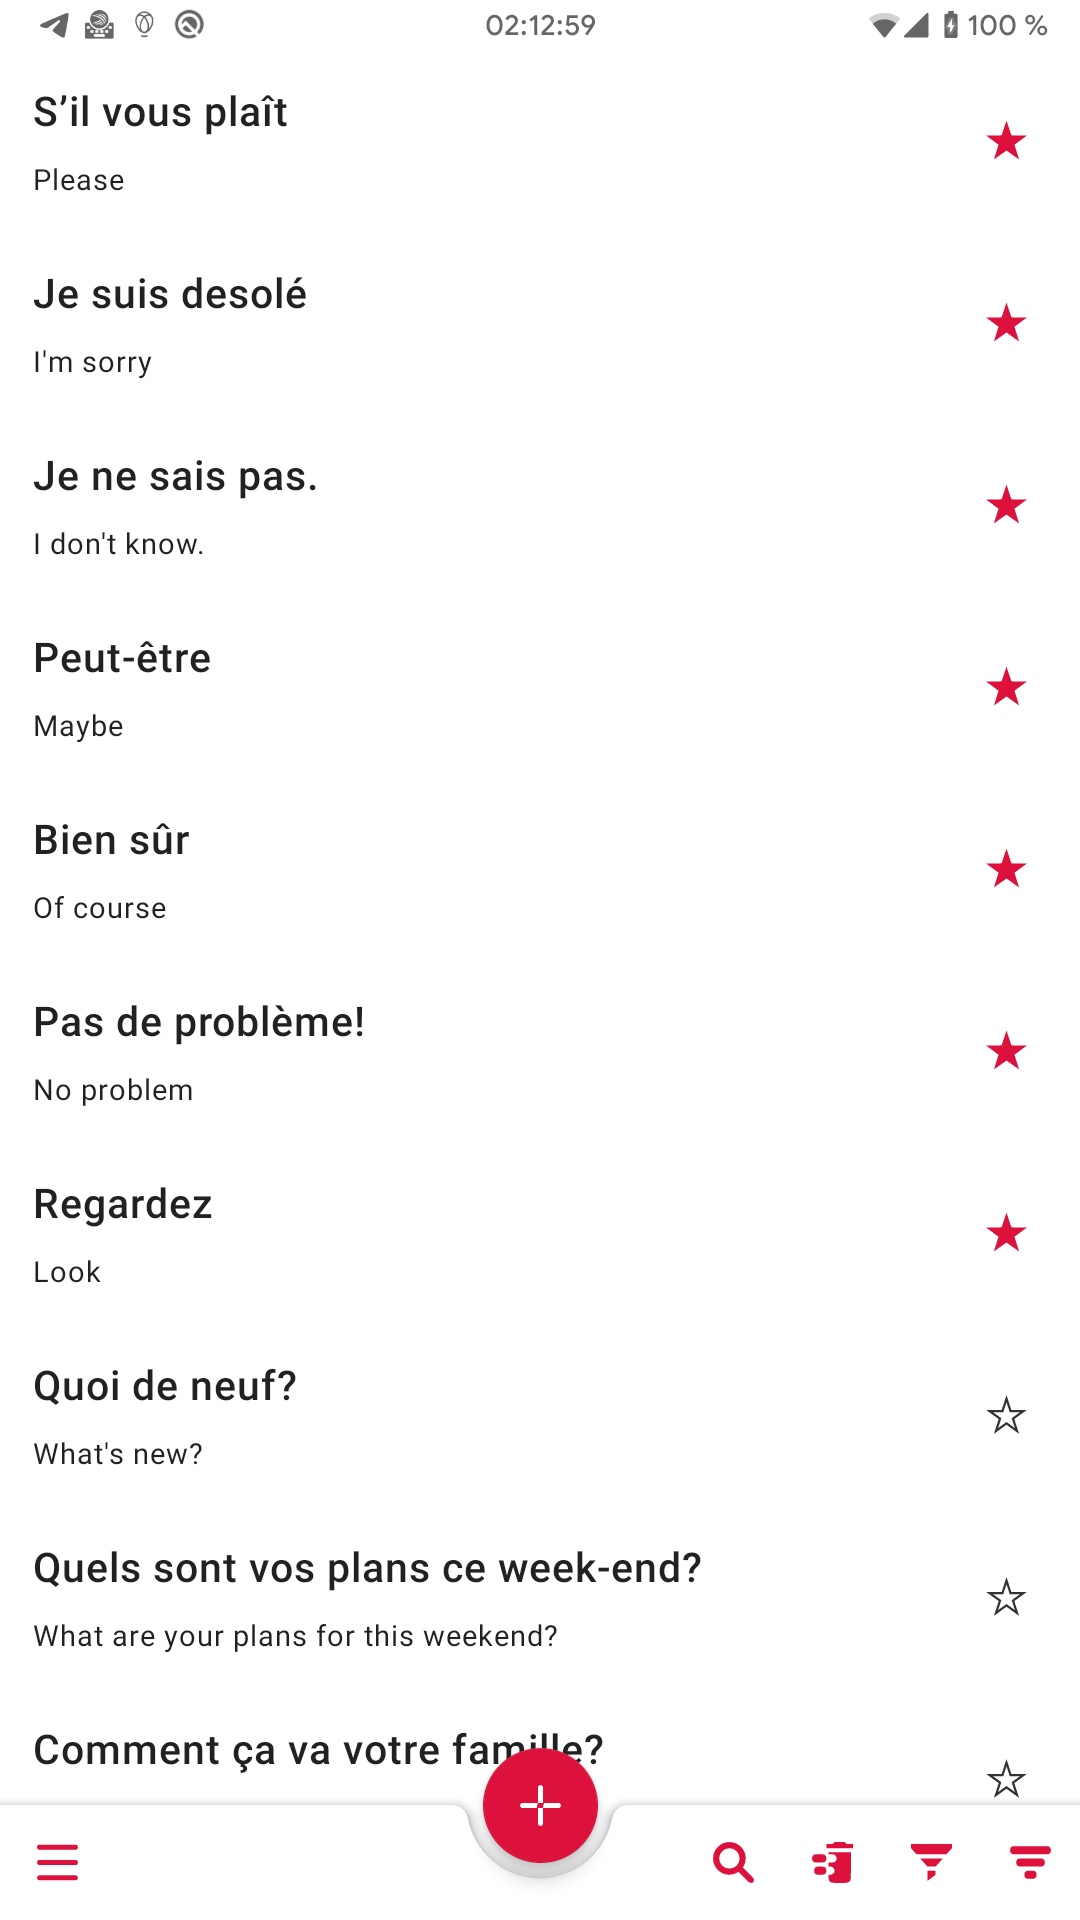 02:12:59
100 %
S’il vous plaît
Please
Je suis desolé
I'm sorry
Je ne sais pas.
I don't know.
Peut-être
Maybe
Bien sûr
Of course
Pas de problème!
No problem
Regardez
Look
Quoi de neuf?
What's new?
Quels sont vos plans ce week-end?
What are your plans for this weekend?
Comment ça va votre famille?